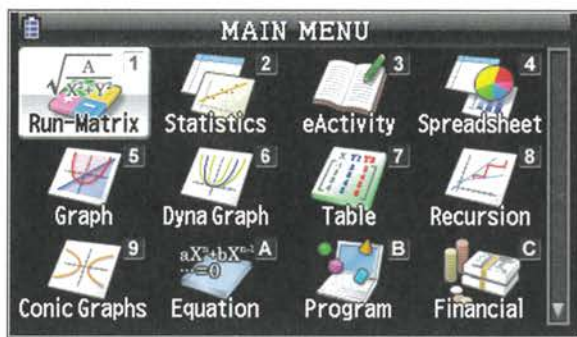 MAIN MENU
1 2 3 4
Run-Matrix Statistics eActivity Spreadsheet
5 6 7 8
Graph Dyna Graph Table Recursion
9 A B C
Conic Graphs Equation Program Financial